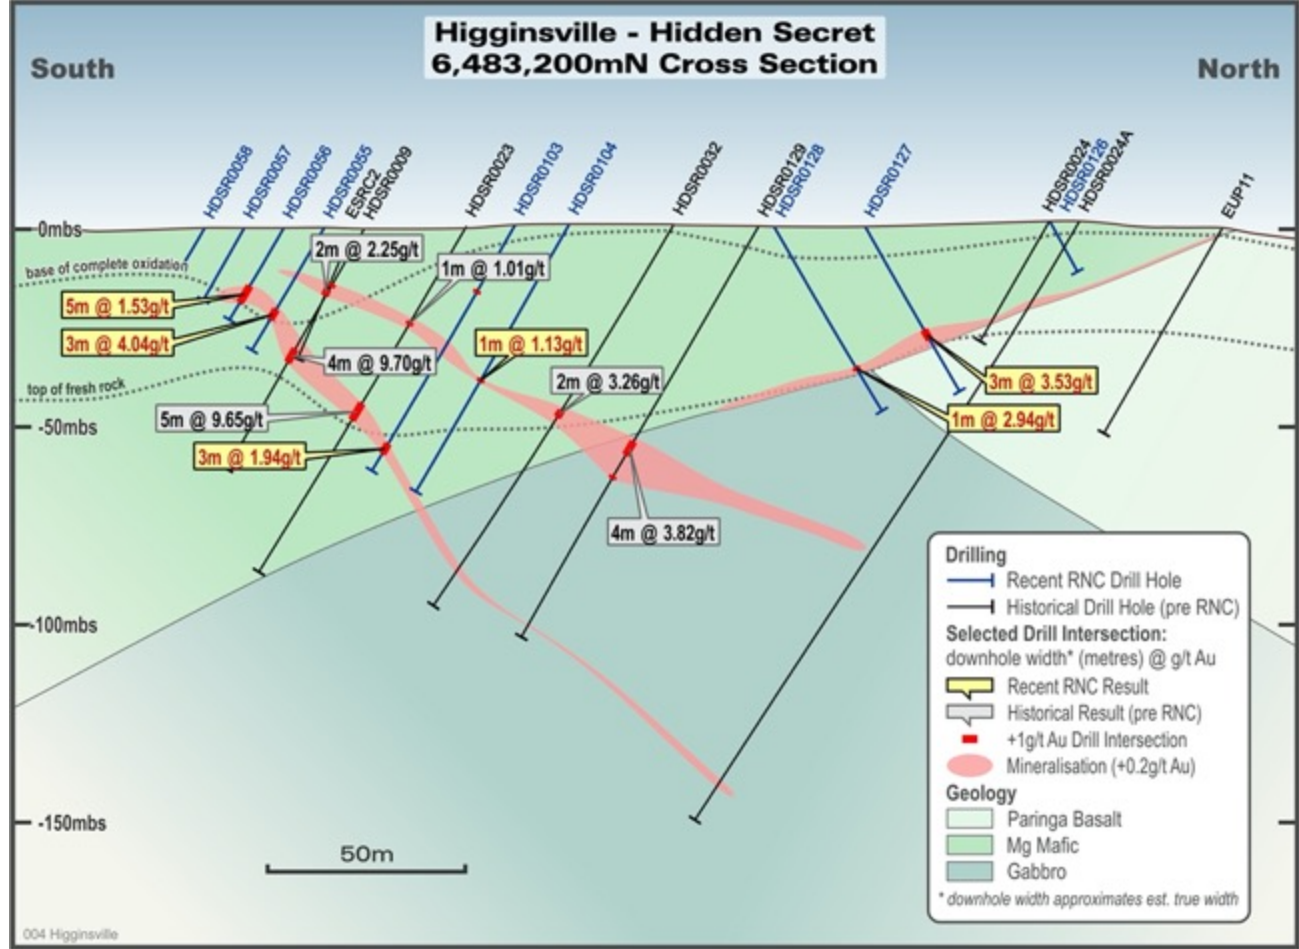 Higginsville - Hidden Secret
6,483,200mN Cross Section
South
North
HDSR0058
HDSR0057
HDSR0056
HDSR0055
ESRC2
HDSR0009
HDSR0023
HDSR0103
HDSR0104
HDSR0032
HDSR0129
HDSR0128
HDSR0127
HDSR0024
HDSR0126
HDSR0024A
EUP11
0mbs
base of complete oxidation
2m @ 2.25g/t
1m @ 1.01g/t
5m @ 1.53g/t
3m @ 4.04g/t
1m @ 1.13g/t
4m @ 9.70g/t
2m @ 3.26g/t
3m @ 3.53g/t
top of fresh rock
5m @ 9.65g/t
1m @ 2.94g/t
-50mbs
3m @ 1.94g/t
4m @ 3.82g/t
-100mbs
-150mbs
50m
Drilling
Recent RNC Drill Hole
Historical Drill Hole (pre RNC)
Selected Drill Intersection:
downhole width* (metres) @ g/t Au
Recent RNC Result
Historical Result (pre RNC)
+1g/t Au Drill Intersection
Mineralisation (+0.2g/t Au)
Geology
Paringa Basalt
Mg Mafic
Gabbro
* downhole width approximates est. true width
004 Higginsville